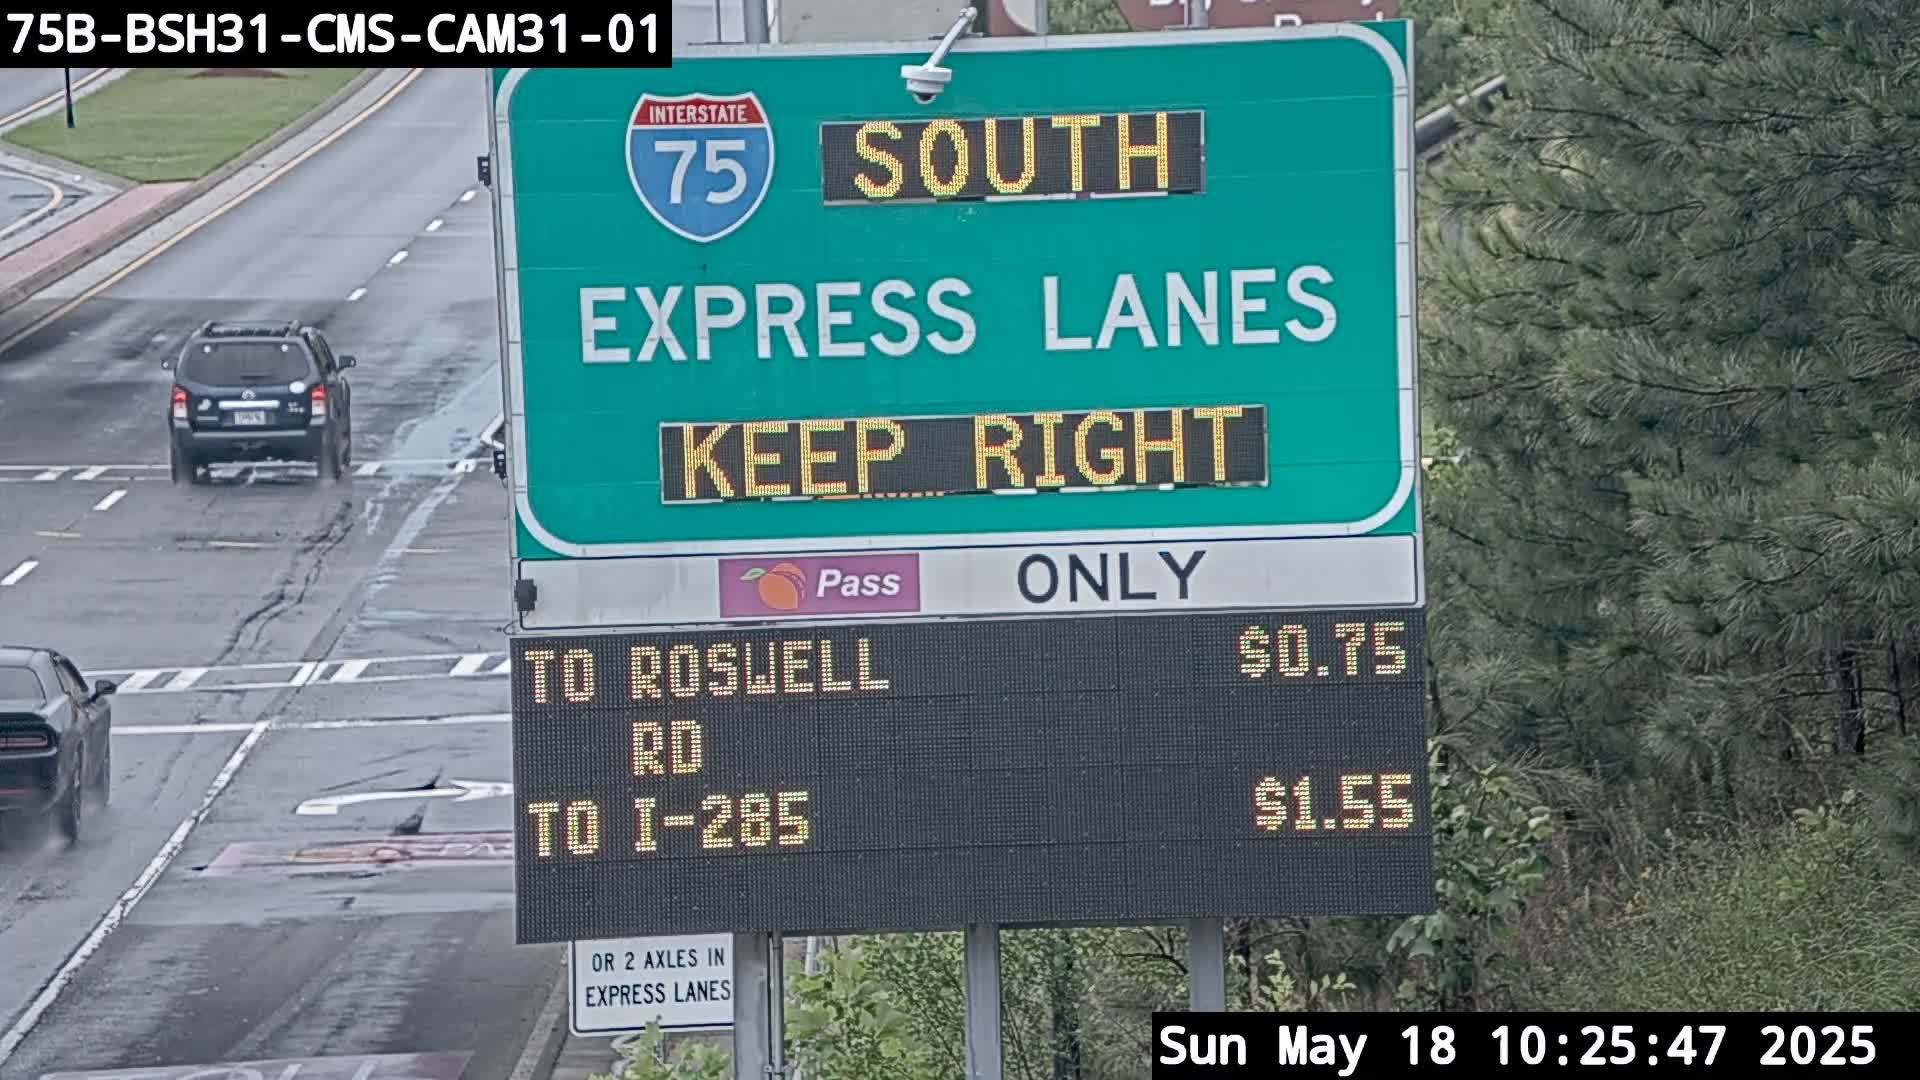 75B-BSH31-CMS-CAM31-01
INTERSTATE
75
SOUTH
EXPRESS LANES
KEEP RIGHT
Pass ONLY
TO ROSWELL $0.75
RD
TO I-285 $1.55
OR 2 AXLES IN
EXPRESS LANES
Sun May 18 10:25:47 2025